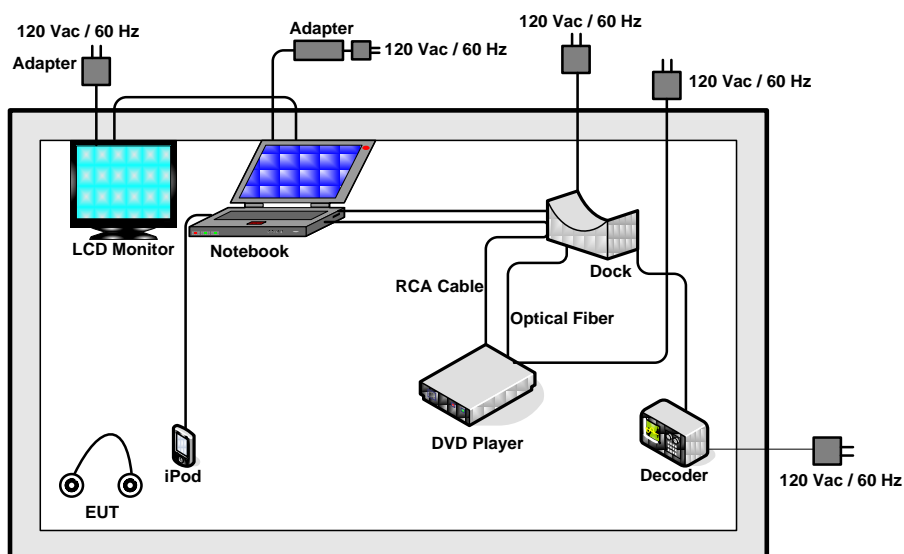 120 Vac / 60 Hz
Adapter
Adapter
120 Vac / 60 Hz
120 Vac / 60 Hz
120 Vac / 60 Hz
LCD Monitor
Notebook
Dock
RCA Cable
Optical Fiber
DVD Player
iPod
EUT
Decoder
120 Vac / 60 Hz